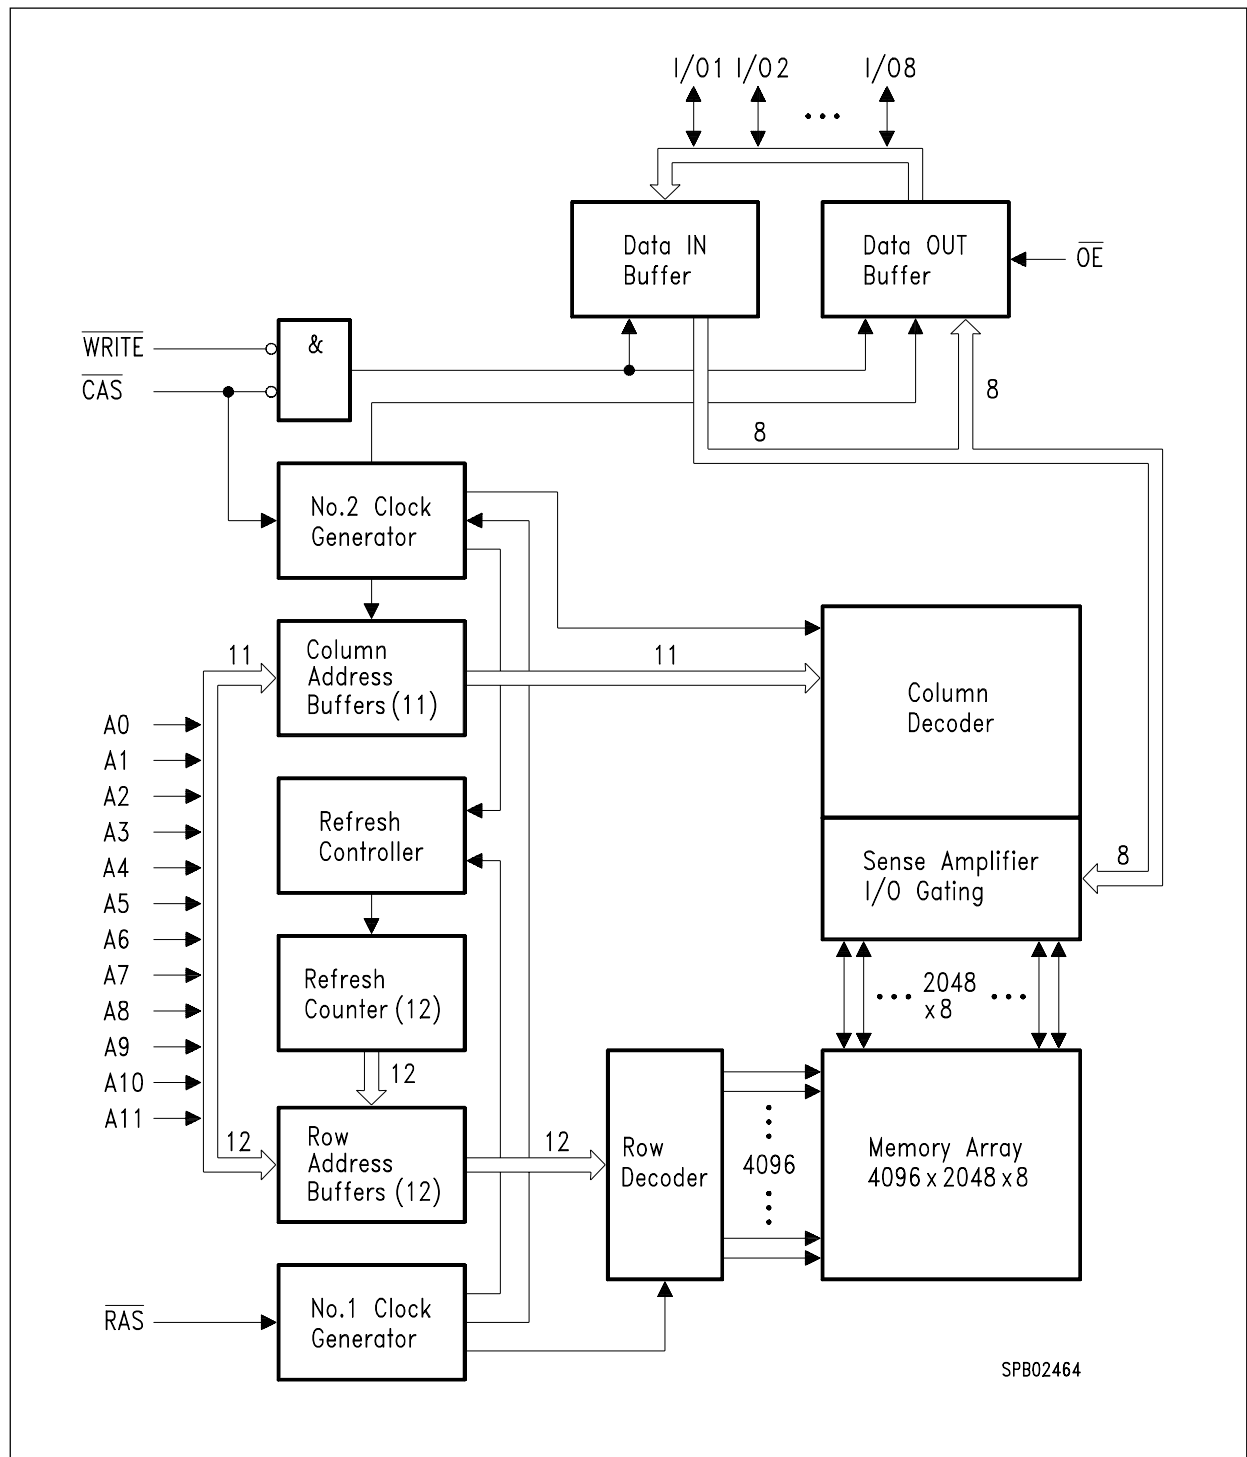 I/O1 I/O2 ... I/O8
Data IN
Buffer
Data OUT
Buffer
OE
WRITE
CAS
&
8
8
No.2 Clock
Generator
11
Column
Address
Buffers (11)
11
Column
Decoder
A0
A1
A2
A3
A4
A5
A6
A7
A8
A9
A10
A11
Refresh
Controller
Sense Amplifier
I/O Gating
8
Refresh
Counter (12)
... 2048 ...
x8
12
12
Row
Address
Buffers (12)
12
Row
Decoder
4096
Memory Array
4096 x 2048 x 8
RAS
No.1 Clock
Generator
SPB02464